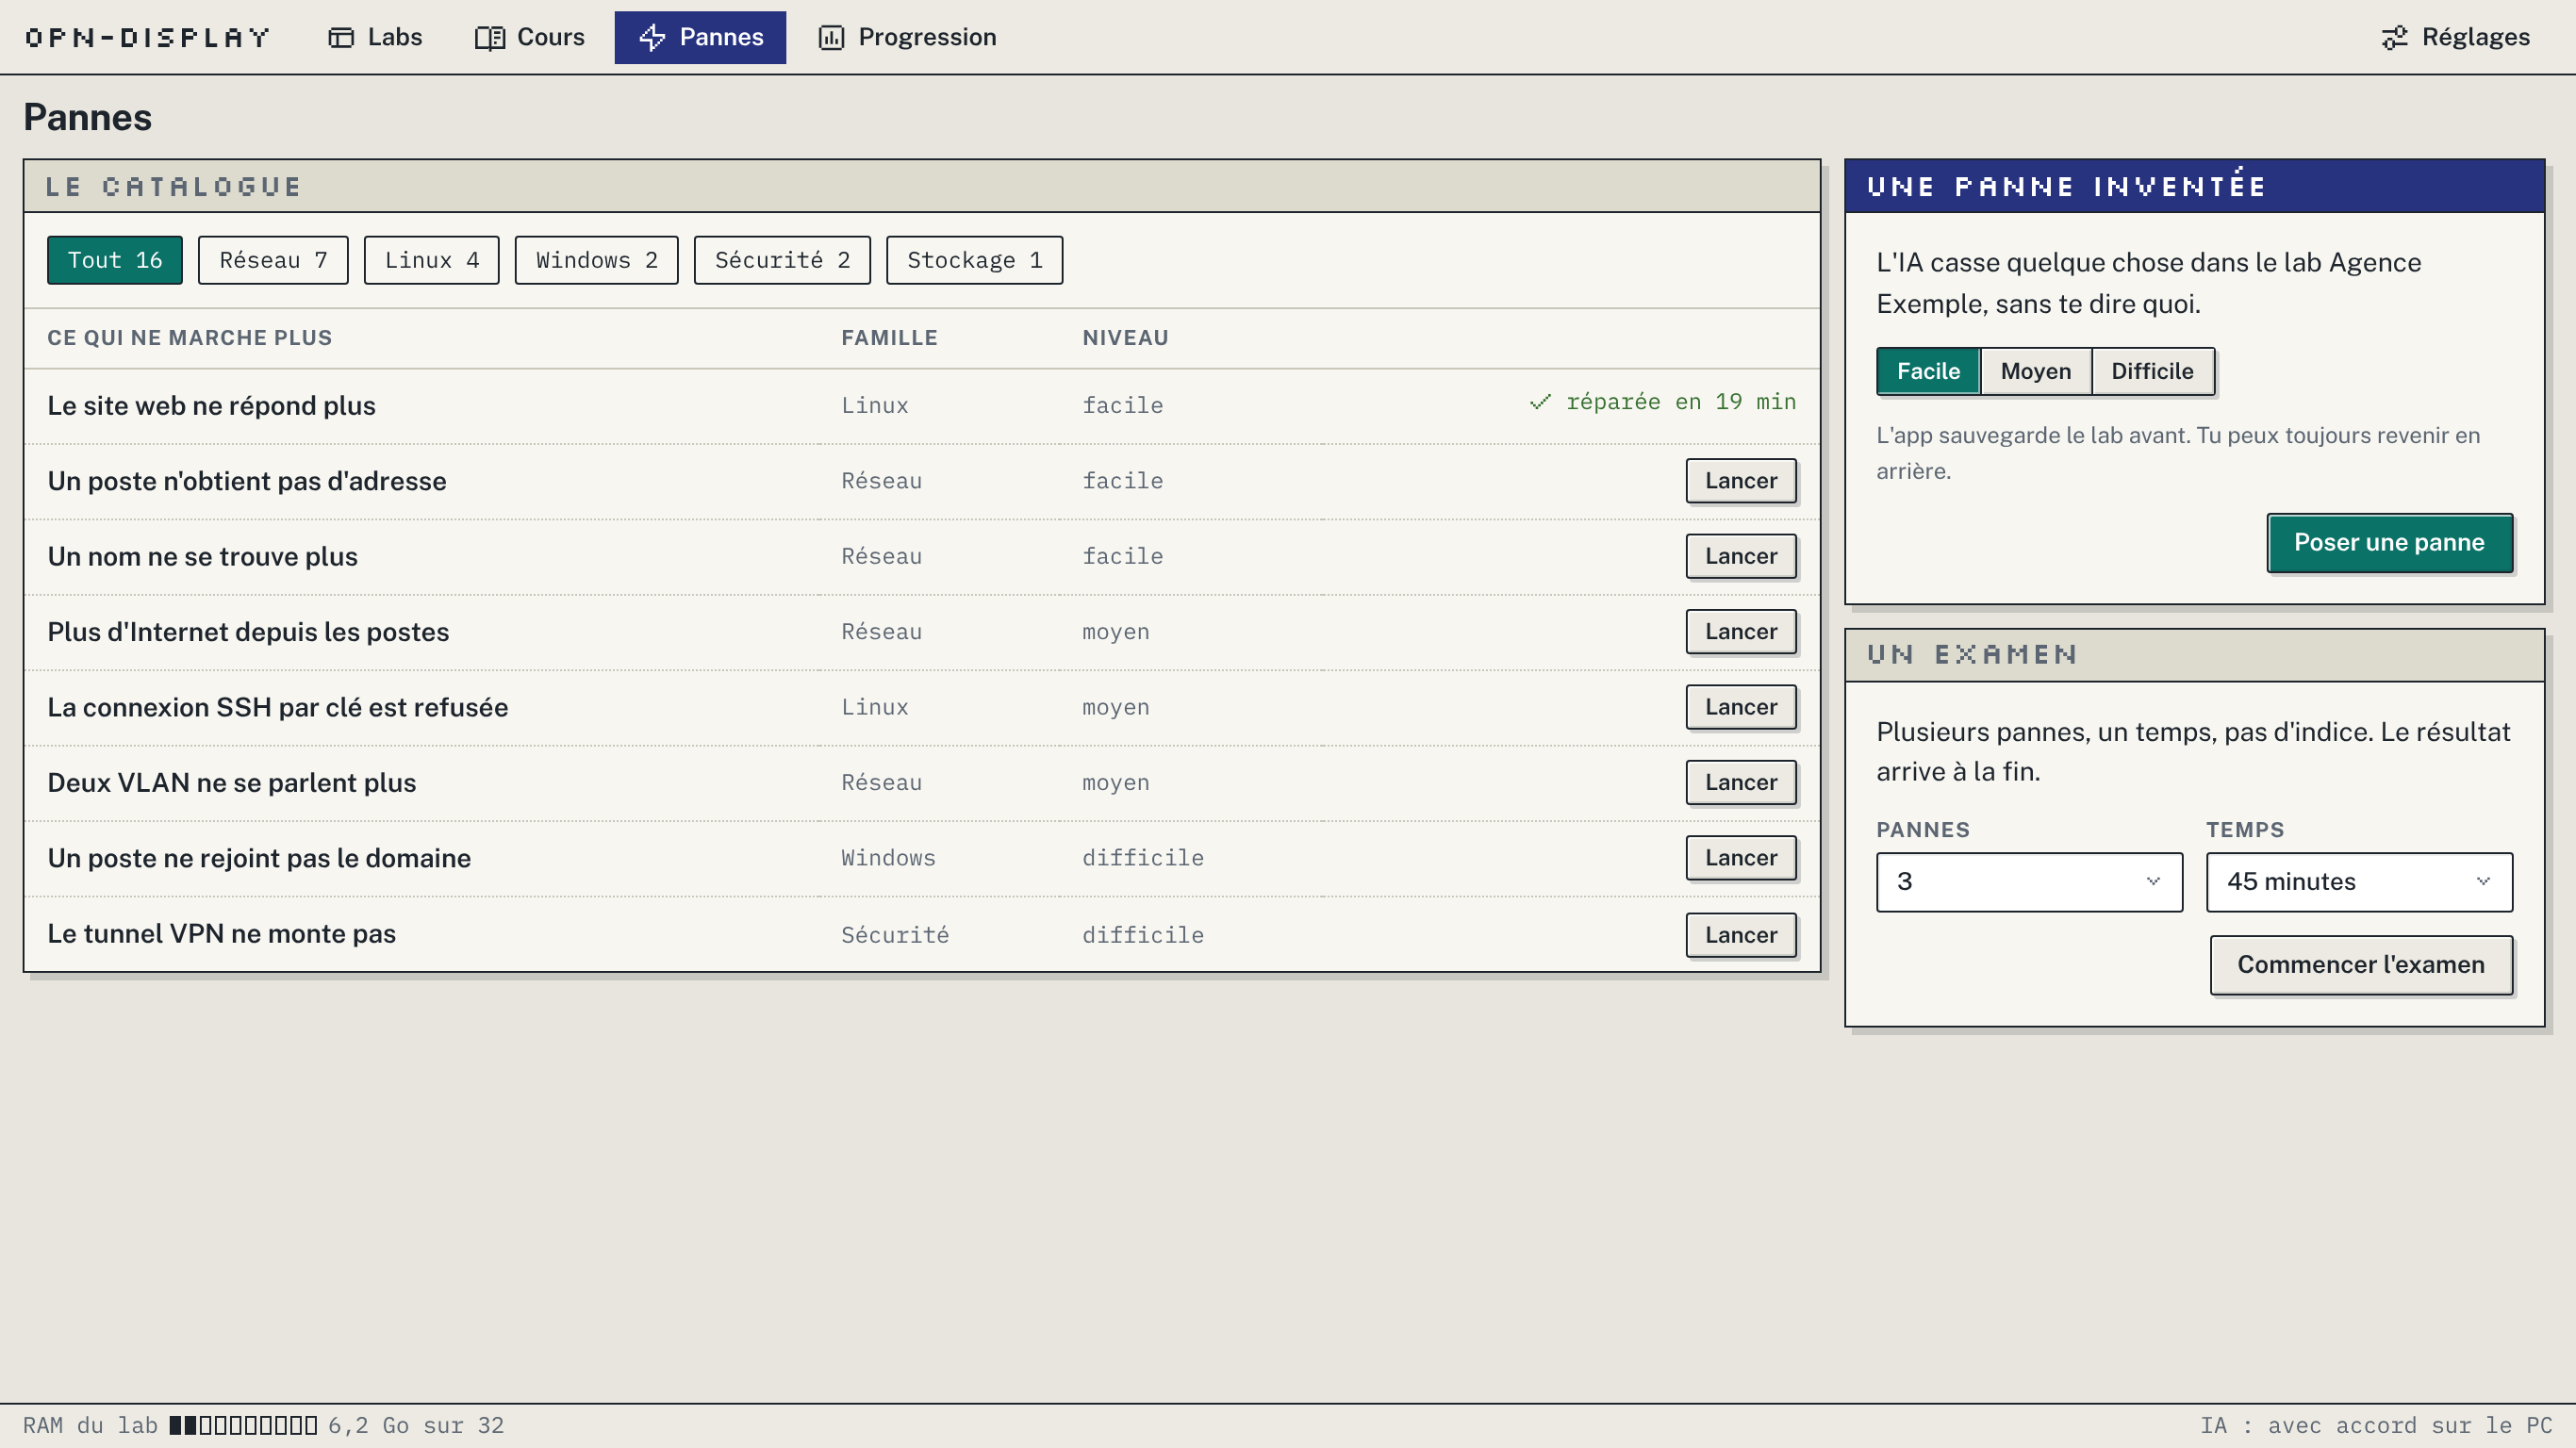 OPN-DISPLAY
Labs
Cours
Pannes
Progression
Réglages
Pannes
LE CATALOGUE
Tout 16
Réseau 7
Linux 4
Windows 2
Sécurité 2
Stockage 1
CE QUI NE MARCHE PLUS FAMILLE NIVEAU
Le site web ne répond plus Linux facile réparée en 19 min
Un poste n'obtient pas d'adresse Réseau facile Lancer
Un nom ne se trouve plus Réseau facile Lancer
Plus d'Internet depuis les postes Réseau moyen Lancer
La connexion SSH par clé est refusée Linux moyen Lancer
Deux VLAN ne se parlent plus Réseau moyen Lancer
Un poste ne rejoint pas le domaine Windows difficile Lancer
Le tunnel VPN ne monte pas Sécurité difficile Lancer
UNE PANNE INVENTÉE
L'IA casse quelque chose dans le lab Agence
Exemple, sans te dire quoi.
Facile Moyen Difficile
L'app sauvegarde le lab avant. Tu peux toujours revenir en
arrière.
Poser une panne
UN EXAMEN
Plusieurs pannes, un temps, pas d'indice. Le résultat
arrive à la fin.
PANNES TEMPS
3 45 minutes
Commencer l'examen
RAM du lab 6,2 Go sur 32
IA : avec accord sur le PC